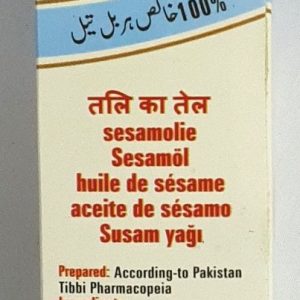 100% خالص ہربل تیل
तलि का तेल
sesamolie
Sesamöl
huile de sésame
aceite de sésamo
Susam yağı
Prepared: According-to Pakistan
Tibbi Pharmacopeia